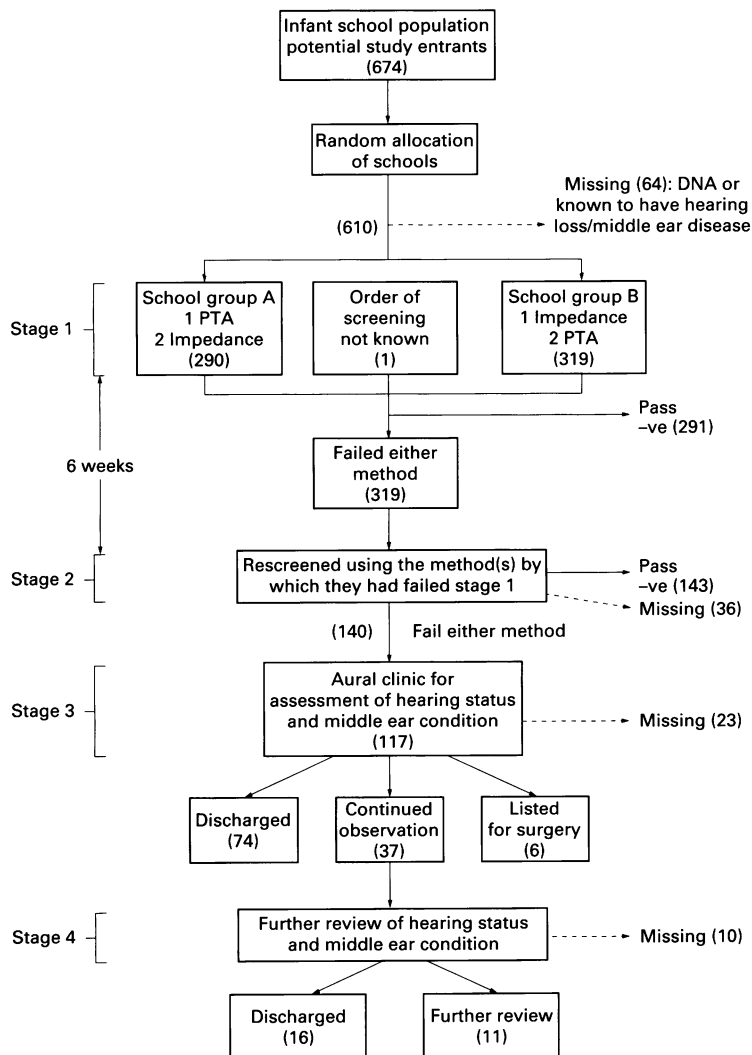 Infant school population
potential study entrants
(674)
Random allocation
of schools
Missing (64): DNA or
known to have hearing
loss/middle ear disease
(610)
Stage 1
School group A
1 PTA
2 Impedance
(290)
Order of
screening
not known
(1)
School group B
1 Impedance
2 PTA
(319)
Pass
–ve (291)
6 weeks
Failed either
method
(319)
Stage 2
Rescreened using the method(s) by
which they had failed stage 1
Pass
–ve (143)
Missing (36)
(140) Fail either method
Stage 3
Aural clinic for
assessment of hearing status
and middle ear condition
(117)
Missing (23)
Discharged
(74)
Continued
observation
(37)
Listed
for surgery
(6)
Stage 4
Further review of hearing status
and middle ear condition
Missing (10)
Discharged
(16)
Further review
(11)